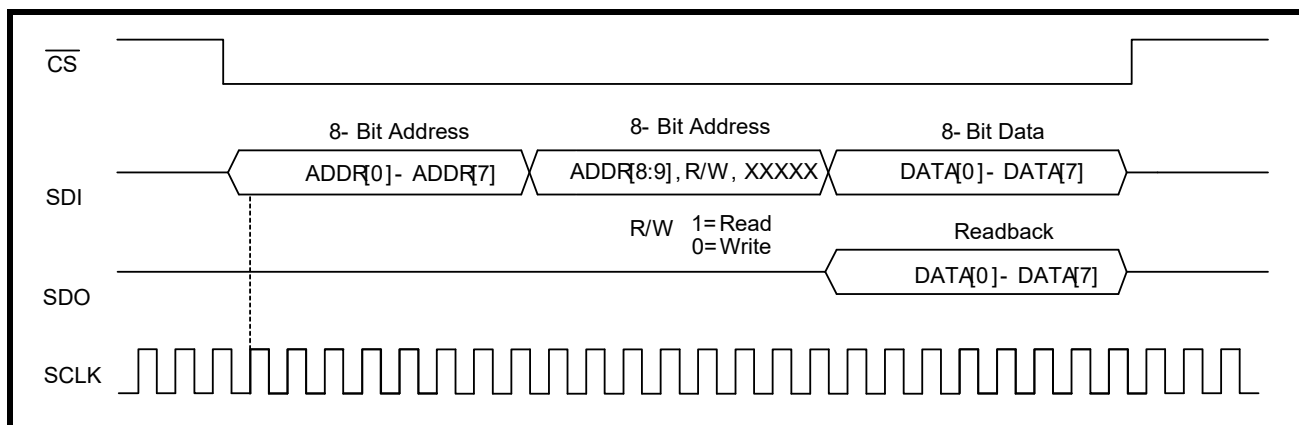 CS
8- Bit Address 8- Bit Address 8- Bit Data
ADDR[0]- ADDR[7] ADDR[8:9], R/W, XXXXX DATA[0]- DATA[7]
SDI
R/W 1=Read
0=Write
Readback
DATA[0]- DATA[7]
SDO
SCLK